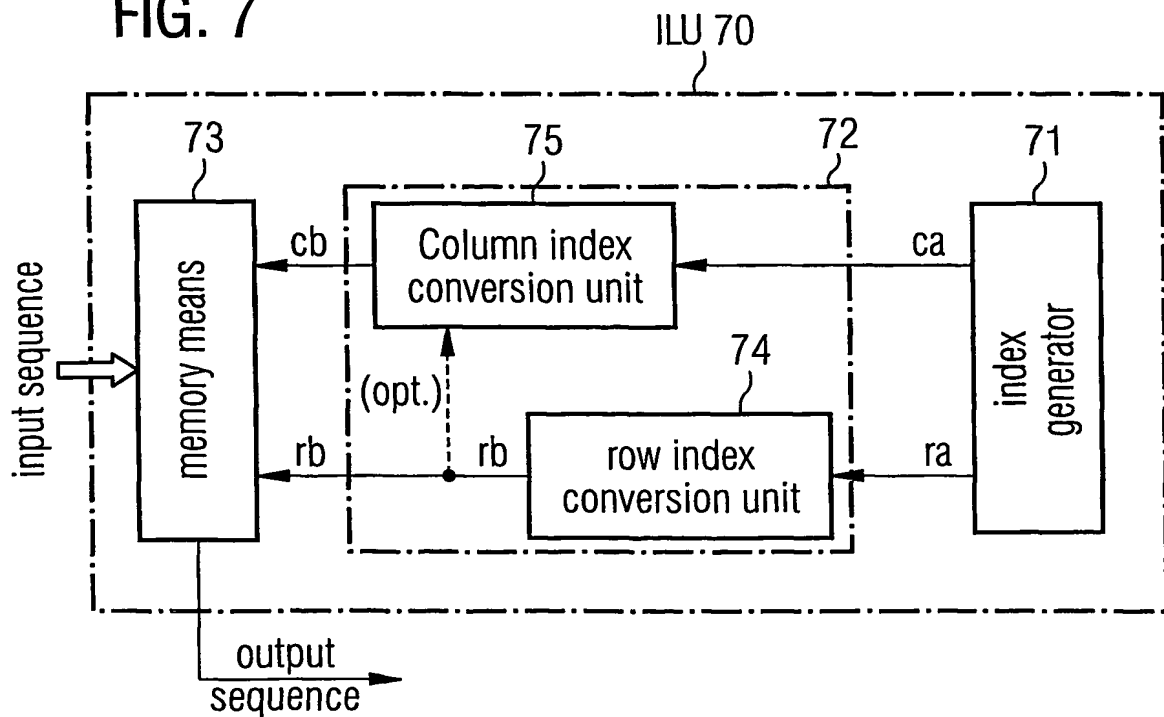 FIG. 7
ILU 70
73
75
72
71
cb
Column index
conversion unit
ca
input sequence
memory means
(opt.)
74
index
generator
rb
rb
row index
conversion unit
ra
output
sequence